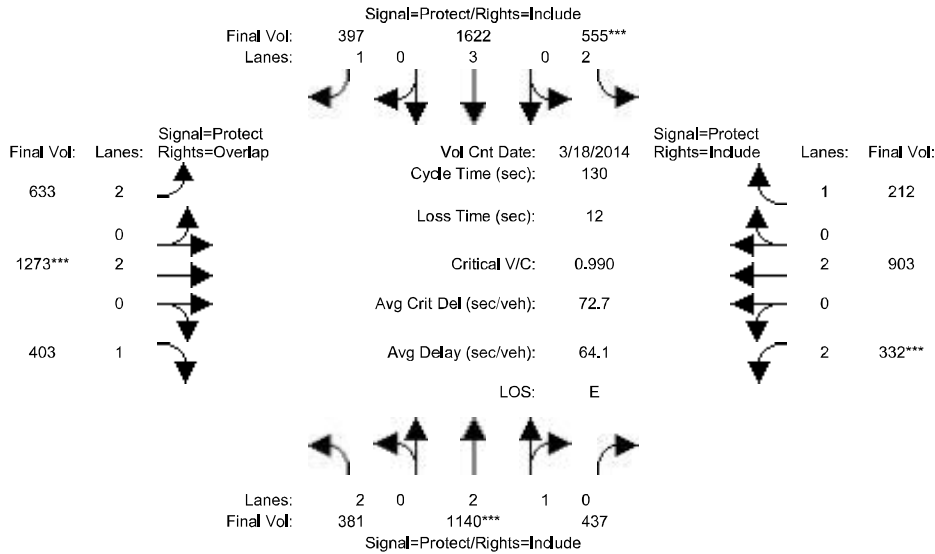 Signal=Protect/Rights=Include
Final Vol: 397 1622 555***
Lanes: 1 0 3 0 2
Signal=Protect Signal=Protect
Final Vol: Lanes: Rights=Overlap Vol Cnt Date: 3/18/2014 Rights=Include Lanes: Final Vol:
Cycle Time (sec): 130
633 2 1 212
Loss Time (sec): 12
0 0
1273*** 2 Critical V/C: 0.990 2 903
0 Avg Crit Del (sec/veh): 72.7 0
403 1 Avg Delay (sec/veh): 64.1 2 332***
LOS: E
Lanes: 2 0 2 1 0
Final Vol: 381 1140*** 437
Signal=Protect/Rights=Include